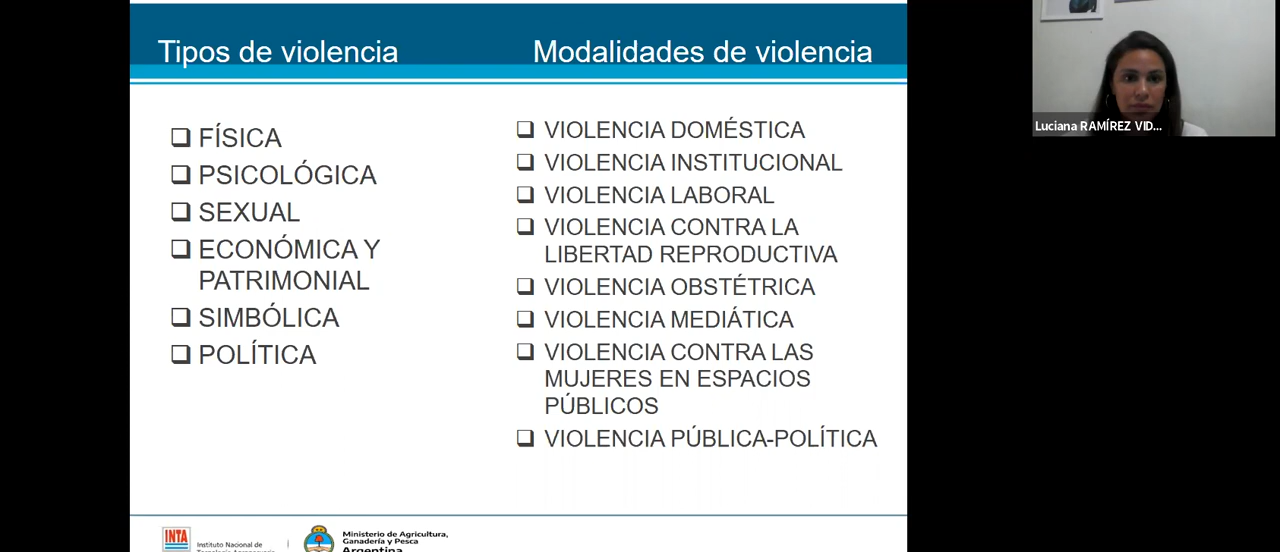 Tipos de violencia
Modalidades de violencia
FÍSICA
PSICOLÓGICA
SEXUAL
ECONÓMICA Y
PATRIMONIAL
SIMBÓLICA
POLÍTICA
VIOLENCIA DOMÉSTICA
VIOLENCIA INSTITUCIONAL
VIOLENCIA LABORAL
VIOLENCIA CONTRA LA
LIBERTAD REPRODUCTIVA
VIOLENCIA OBSTÉTRICA
VIOLENCIA MEDIÁTICA
VIOLENCIA CONTRA LAS
MUJERES EN ESPACIOS
PÚBLICOS
VIOLENCIA PÚBLICA-POLÍTICA
Luciana RAMÍREZ VID...
INTA
Instituto Nacional de
Tecnología Agropecuaria
Ministerio de Agricultura,
Ganadería y Pesca
Argentina